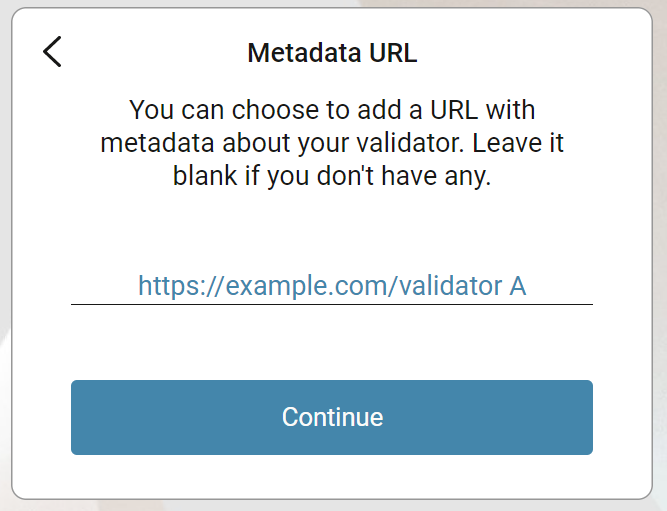 Metadata URL
You can choose to add a URL with
metadata about your validator. Leave it
blank if you don't have any.
https://example.com/validator A
Continue